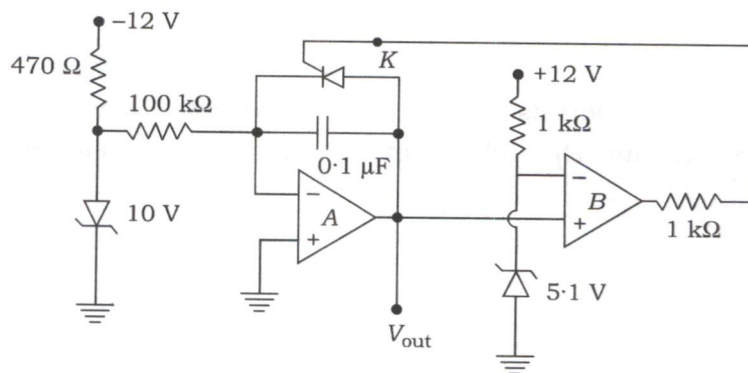 –12 V
470 Ω
100 kΩ
K
+12 V
1 kΩ
0·1 μF
10 V
–
A
+
–
B
+
1 kΩ
5·1 V
Vout